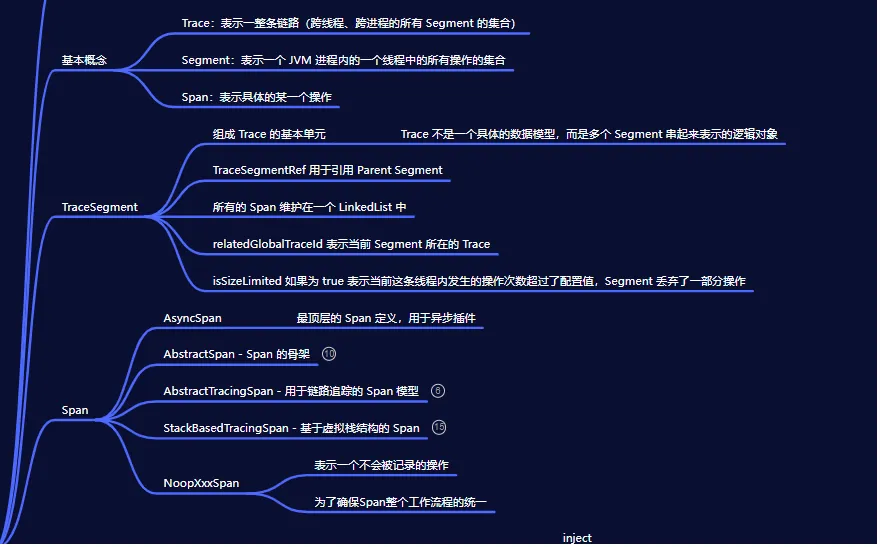 Trace：表示一整条链路（跨线程、跨进程的所有 Segment 的集合）
基本概念
Segment：表示一个 JVM 进程内的一个线程中的所有操作的集合
Span：表示具体的某一个操作
组成 Trace 的基本单元
Trace 不是一个具体的数据模型，而是多个 Segment 串起来表示的逻辑对象
TraceSegmentRef 用于引用 Parent Segment
TraceSegment
所有的 Span 维护在一个 LinkedList 中
relatedGlobalTraceId 表示当前 Segment 所在的 Trace
isSizeLimited 如果为 true 表示当前这条线程内发生的操作次数超过了配置值，Segment 丢弃了一部分操作
AsyncSpan
是顶层的 Span 定义，用于异步插件
AbstractSpan - Span 的骨架
10
AbstractTracingSpan - 用于链路追踪的 Span 模型
6
Span
StackBasedTracingSpan - 基于虚拟栈结构的 Span
15
表示一个不会被记录的操作
NoopXxxSpan
为了确保Span整个工作流程的统一
inject